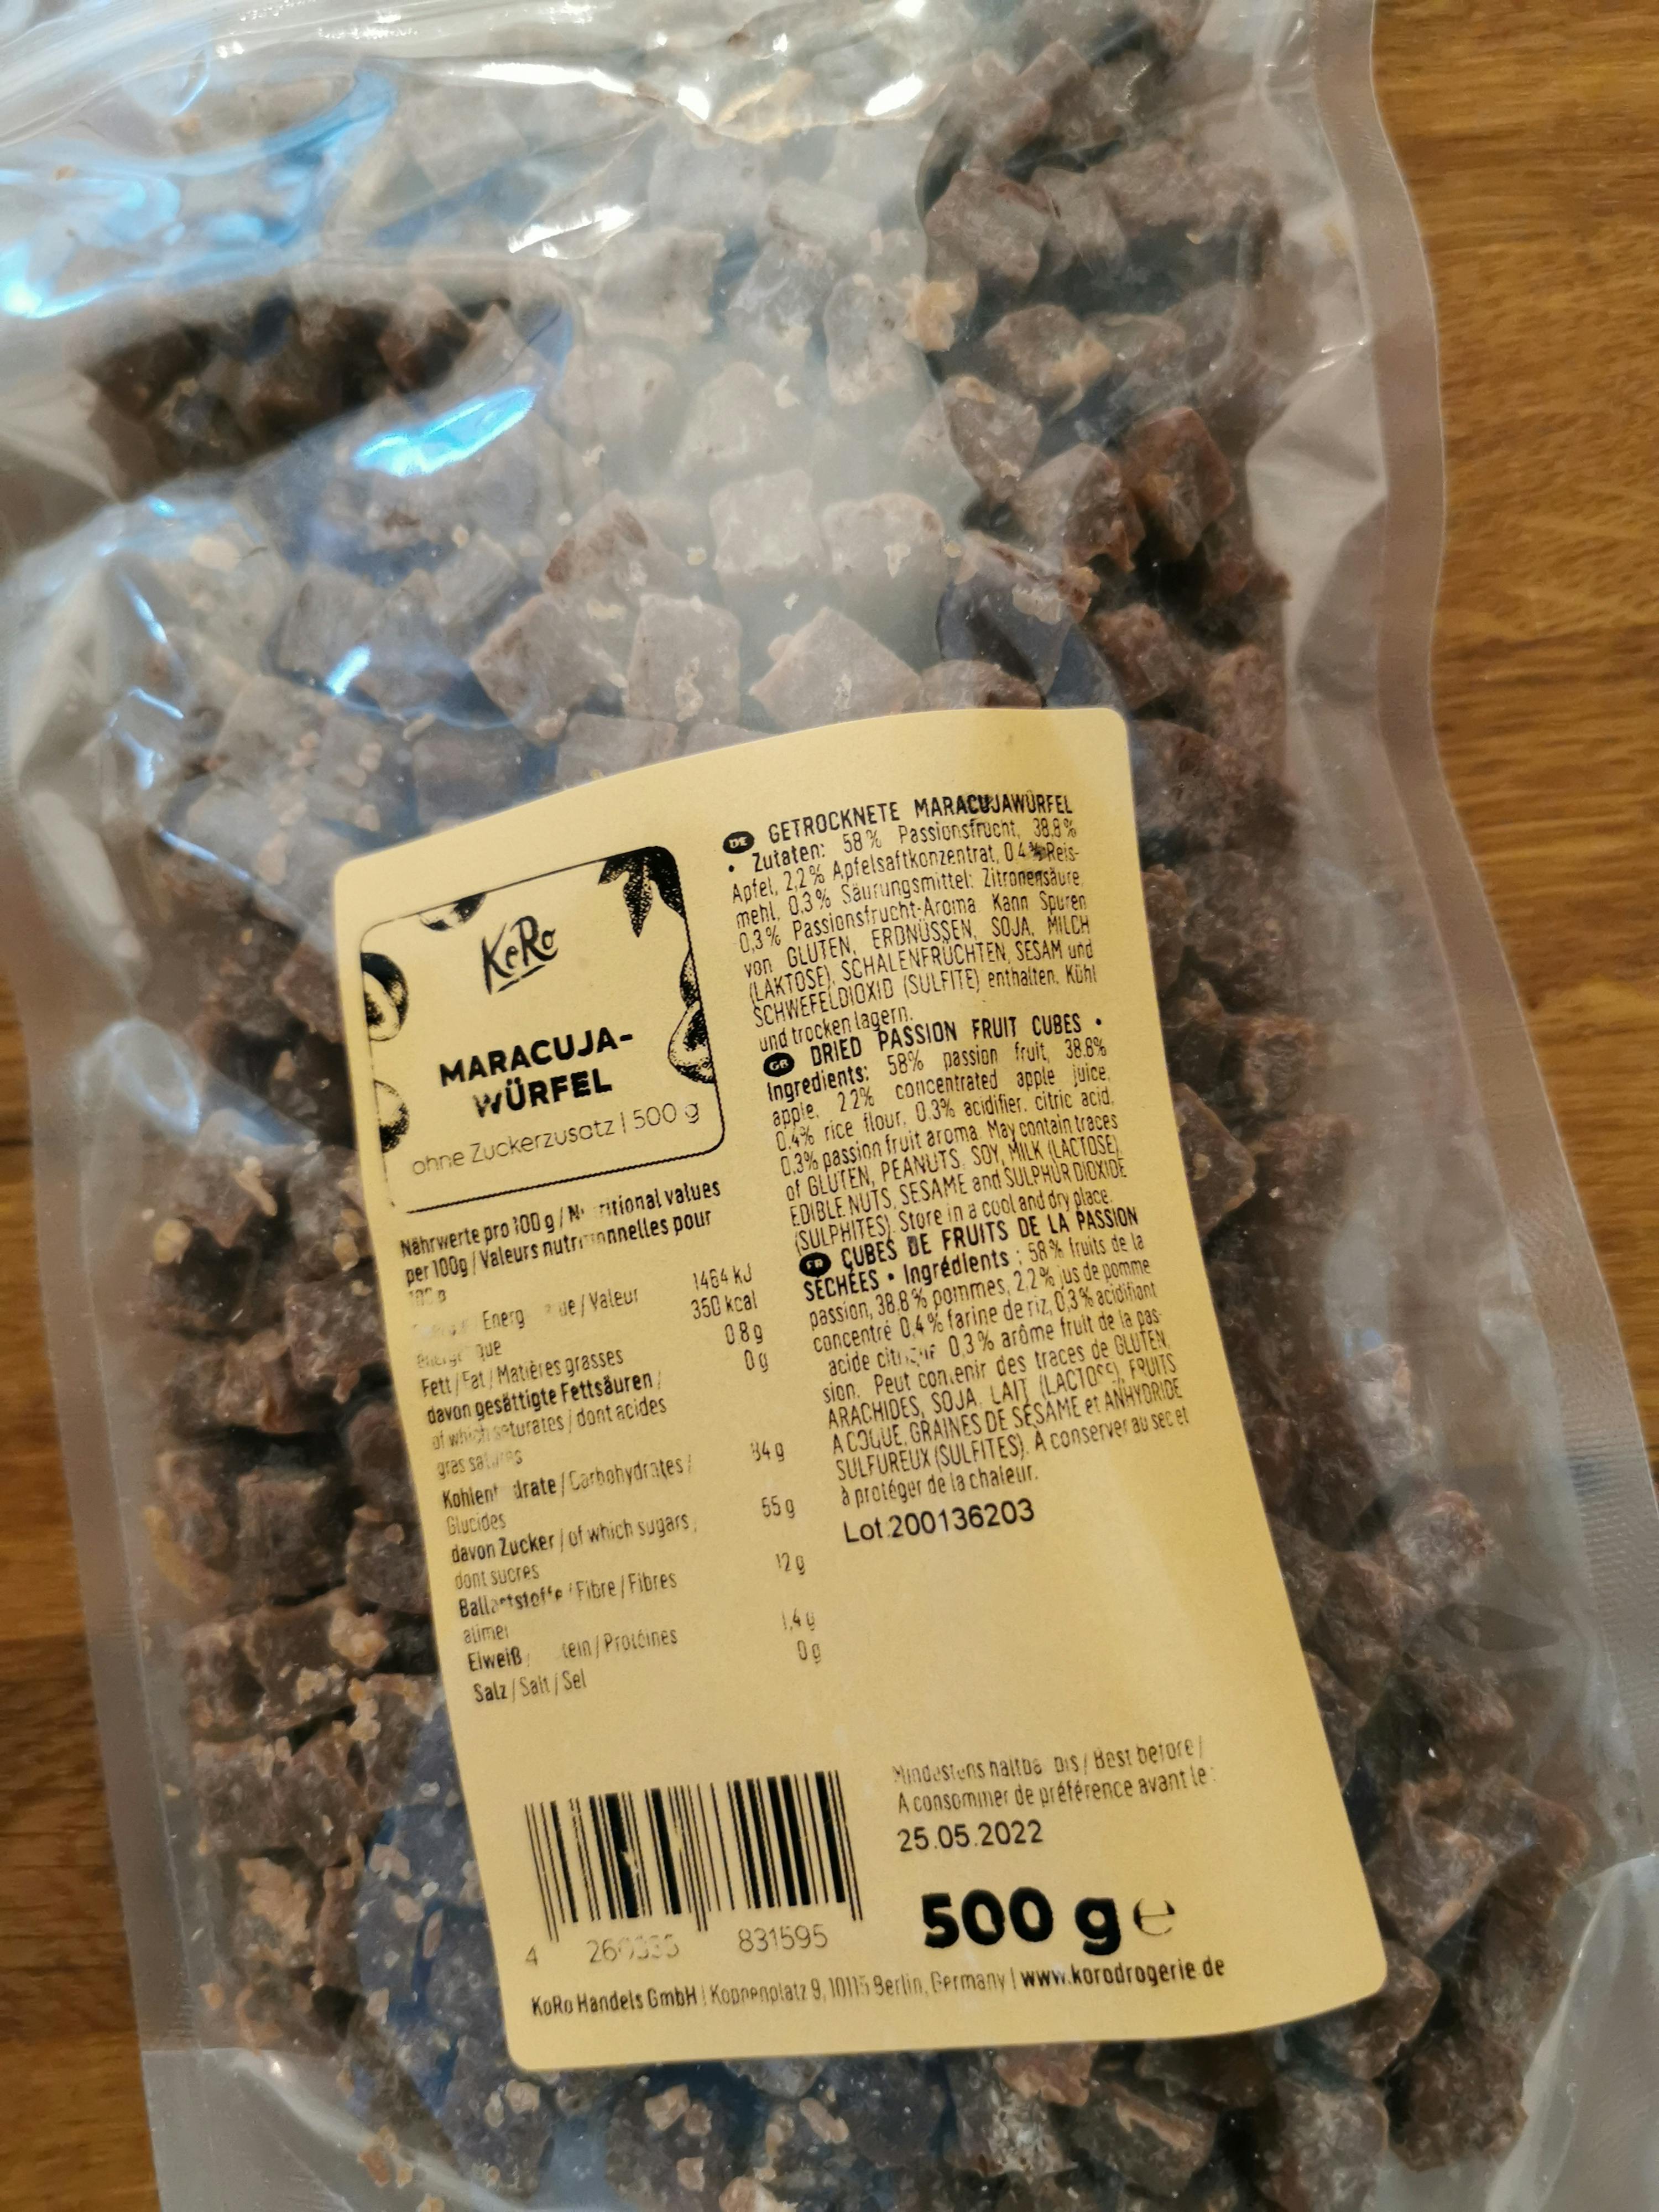 KoRo
MARACUJA-
WÜRFEL
ohne Zuckerzusatz | 500 g
Nährwerte pro 100 g / values
per 100g / Valeurs pour
Energ / Valeur
1464 kJ
350 kcal
Fett / Fat / Matières grasses
0,8 g
davon gesättigte Fettsäuren /
0 g
of which saturates / dont acides
gras
drate / Carbohydrates /
84 g
Glucides
davon Zucker / of which sugars /
65 g
dont sucres
Ballaststoffe / Fibre / Fibres
12 g
Eiweiß / tein / Protéines
1,4 g
Salz / Salt / Sel
0 g
DE GETROCKNETE MARACUJAWÜRFEL
• Zutaten: 58 % Passionsfrucht, 38,8 %
Apfel, 2,2 % Apfelsaftkonzentrat, 0,4 % Reis-
mehl, 0,3 % Säurungsmittel: Zitronensäure,
0,3 % Passionsfrucht-Aroma. Kann Spuren
von GLUTEN, ERDNÜSSEN, SOJA, MILCH
(LAKTOSE), SCHALENFRÜCHTEN, SESAM und
SCHWEFELDIOXID (SULFITE) enthalten. Kühl
und trocken lagern.
GB DRIED PASSION FRUIT CUBES •
Ingredients: 58% passion fruit, 38.8%
apple, 2.2% concentrated apple juice,
0.4% rice flour, 0.3% acidifier: citric acid,
0.3% passion fruit aroma. May contain traces
of GLUTEN, PEANUTS, SOY, MILK (LACTOSE),
EDIBLE NUTS, SESAME and SULPHUR DIOXIDE
(SULPHITES). Store in a cool and dry place.
FR CUBES DE FRUITS DE LA PASSION
SÉCHÉES • Ingrédients : 58 % fruits de la
passion, 38,8 % pommes, 2,2 % jus de pomme
concentré 0,4 % farine de riz, 0,3 % acidifiant
acide citrique 0,3 % arôme fruit de la pas-
sion. Peut contenir des traces de GLUTEN,
ARACHIDES, SOJA, LAIT (LACTOSE), FRUITS
A COQUE, GRAINES DE SÉSAME et ANHYDRIDE
SULFUREUX (SULFITES). A conserver au sec et
à protéger de la chaleur.
Lot:200136203
Mindestens haltba bis / Best before /
A consommer de préférence avant le :
25.05.2022
500 g ℮
4 831595
KoRo Handels GmbH | Koppenplatz 9, 10115 Berlin, Germany | www.korodrogerie.de